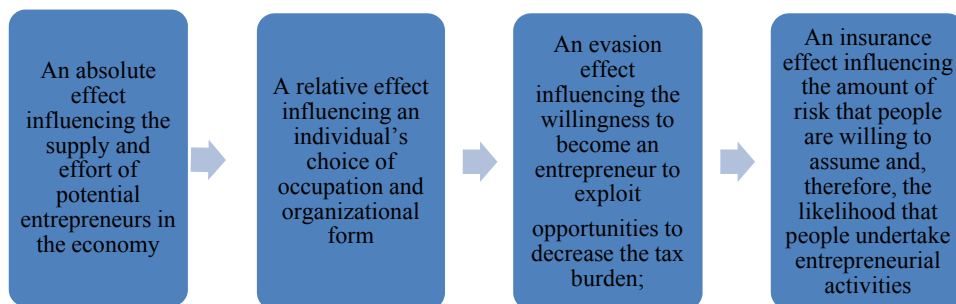 An absolute
effect
influencing the
supply and
effort of
potential
entrepreneurs in
the economy
A relative effect
influencing an
individual's
choice of
occupation and
organizational
form
An evasion
effect
influencing the
willingness to
become an
entrepreneur to
exploit
opportunities to
decrease the tax
burden;
An insurance
effect influencing
the amount of
risk that people
are willing to
assume and,
therefore, the
likelihood that
people undertake
entrepreneurial
activities